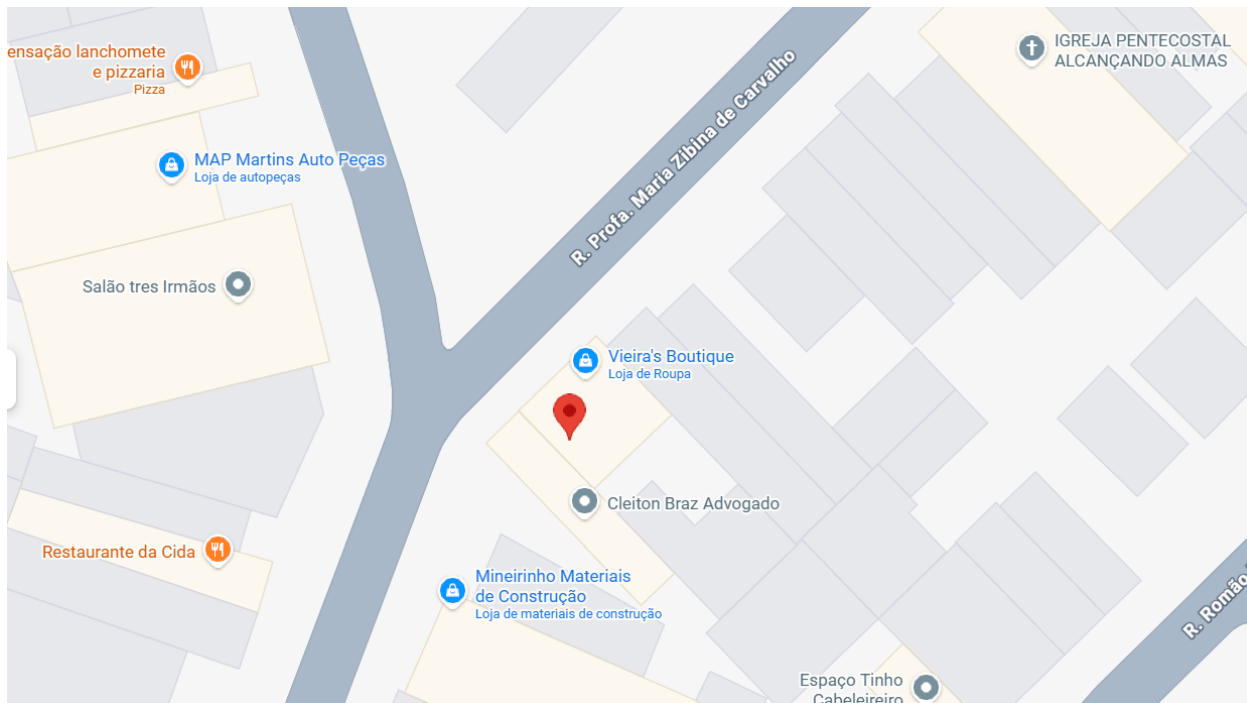 ensação lanchomete
e pizzaria
Pizza
IGREJA PENTECOSTAL
ALCANÇANDO ALMAS
R. Profa. Maria Zibina de Carvalho
MAP Martins Auto Peças
Loja de autopeças
Salão tres Irmãos
Vieira's Boutique
Loja de Roupa
Cleiton Braz Advogado
Restaurante da Cida
Mineirinho Materiais
de Construção
Loja de materiais de construção
R. Romão
Espaço Tinho
Cabeleireiro